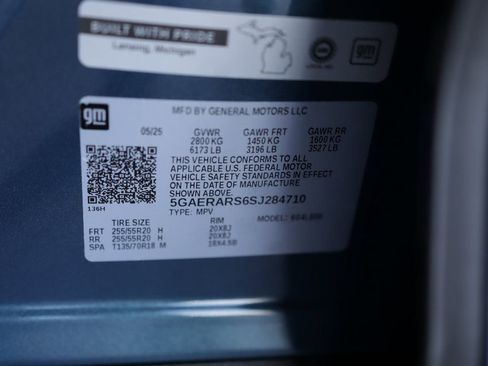 BUILT WITH PRIDE
Lansing, Michigan
gm
gm
MFD BY GENERAL MOTORS LLC
05/25 GVWR GAWR FRT GAWR RR
2800 KG 1450 KG 1600 KG
6173 LB 3196 LB 3527 LB
THIS VEHICLE CONFORMS TO ALL
APPLICABLE U.S. FEDERAL MOTOR
VEHICLE SAFETY STANDARDS IN EFFECT
ON THE DATE OF MANUFACTURE
SHOWN ABOVE.
136H
5GAERARS6SJ284710
TYPE: MPV MODEL:
TIRE SIZE RIM
FRT 255/55R20 H 20X8J
RR 255/55R20 H 20X8J
SPA T135/70R18 M 18X4.5B